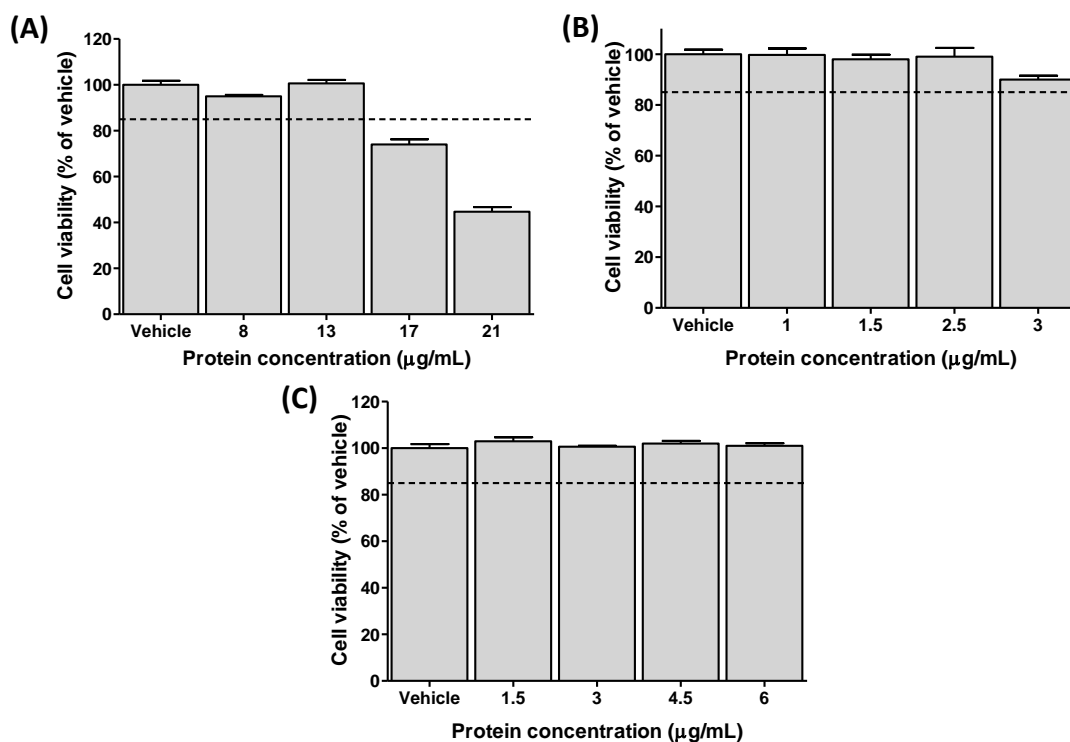 (A)
Cell viability (% of vehicle)
120
100
80
60
40
20
0
Vehicle 8 13 17 21
Protein concentration (μg/mL)
(B)
Cell viability (% of vehicle)
100
80
60
40
20
0
Vehicle 1 1.5 2.5 3
Protein concentration (μg/mL)
(C)
Cell viability (% of vehicle)
120
100
80
60
40
20
0
Vehicle 1.5 3 4.5 6
Protein concentration (μg/mL)